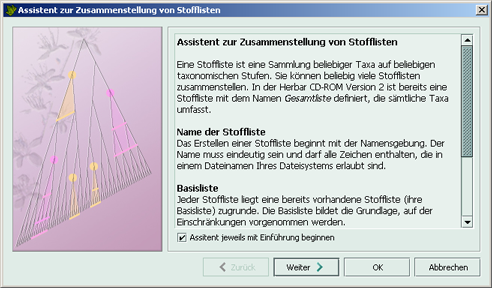 Assistent zur Zusammenstellung von Stofflisten
Assistent zur Zusammenstellung von Stofflisten
Eine Stoffliste ist eine Sammlung beliebiger Taxa auf beliebigen
taxonomischen Stufen. Sie können beliebig viele Stofflisten
zusammenstellen. In der Herbar CD-ROM Version 2 ist bereits eine
Stoffliste mit dem Namen Gesamtliste definiert, die sämtliche Taxa
umfasst.
Name der Stoffliste
Das Erstellen einer Stoffliste beginnt mit der Namensgebung. Der
Name muss eindeutig sein und darf alle Zeichen enthalten, die in
einem Dateinamen Ihres Dateisystems erlaubt sind.
Basisliste
Jeder Stoffliste liegt eine bereits vorhandene Stoffliste (ihre
Basisliste) zugrunde. Die Basisliste bildet die Grundlage, auf der
Einschränkungen vorgenommen werden.
Assitent jeweils mit Einführung beginnen
Zurück Weiter OK Abbrechen